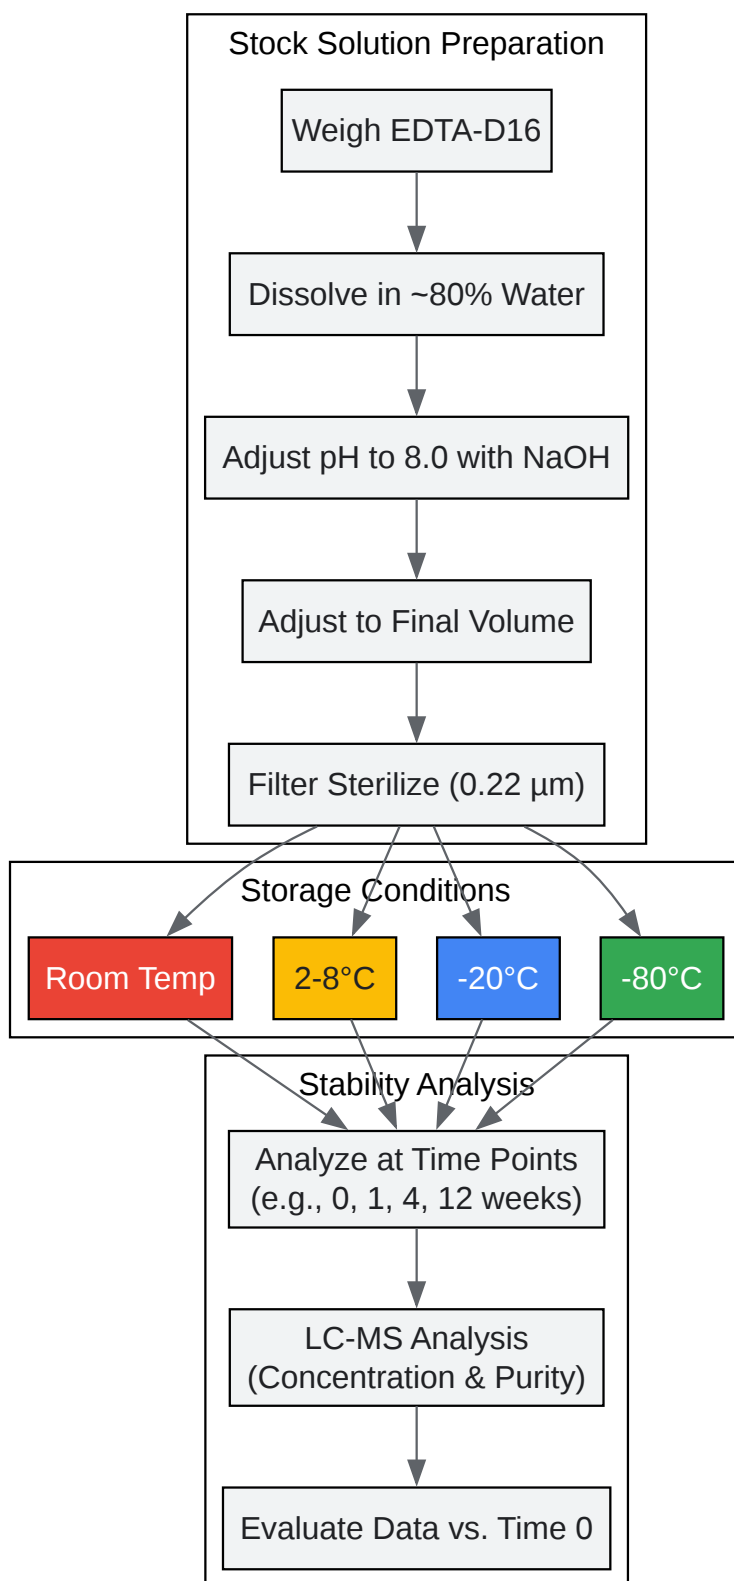 Stock Solution Preparation
Weigh EDTA-D16
Dissolve in ~80% Water
Adjust pH to 8.0 with NaOH
Adjust to Final Volume
Filter Sterilize (0.22 µm)
Storage Conditions
Room Temp
2-8°C
-20°C
-80°C
Stability Analysis
Analyze at Time Points
(e.g., 0, 1, 4, 12 weeks)
LC-MS Analysis
(Concentration & Purity)
Evaluate Data vs. Time 0